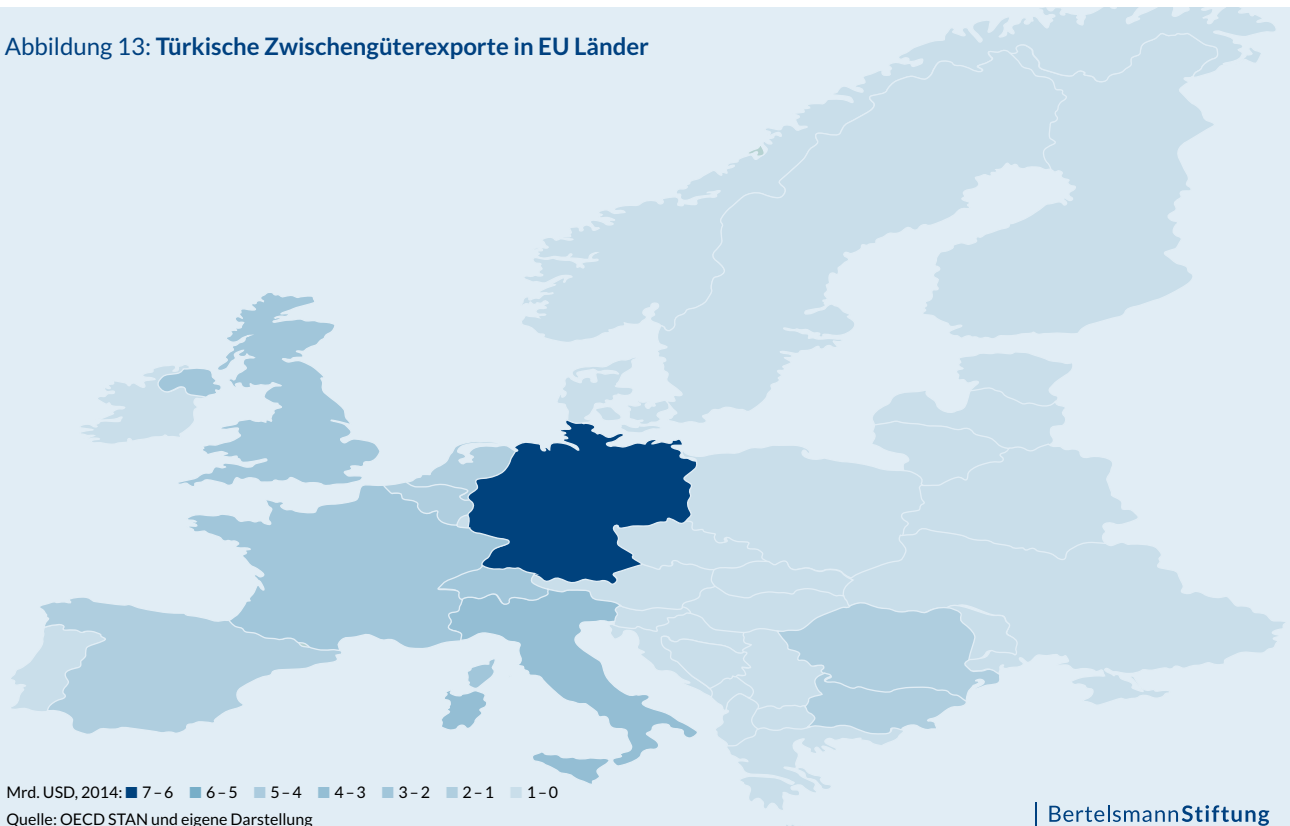 Abbildung 13: Türkische Zwischengüterexporte in EU Länder
Mrd. USD, 2014: 7 – 6 6 – 5 5 – 4 4 – 3 3 – 2 2 – 1 1 – 0
Quelle: OECD STAN und eigene Darstellung
BertelsmannStiftung